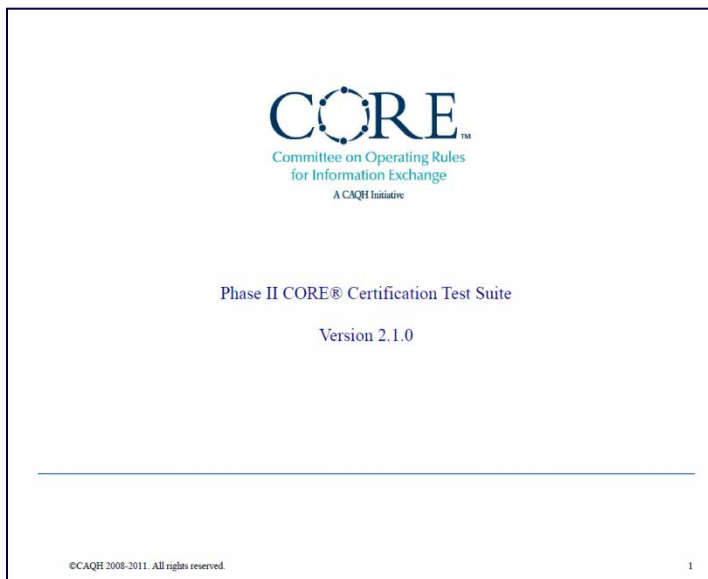 CORE™
Committee on Operating Rules
for Information Exchange
A CAQH Initiative
Phase II CORE® Certification Test Suite
Version 2.1.0
©CAQH 2008-2011. All rights reserved.
1